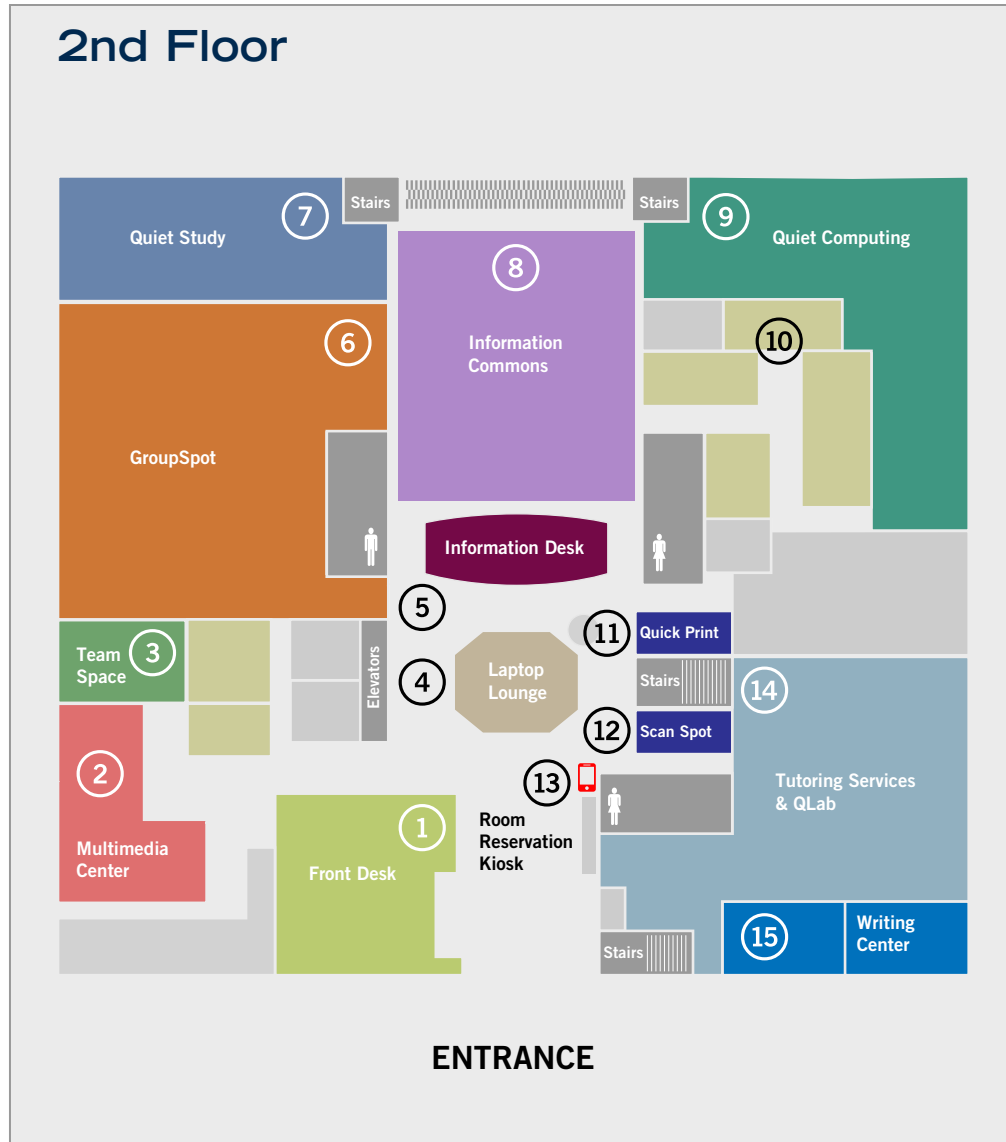 2nd Floor
Stairs
Stairs
7
Quiet Study
9
Quiet Computing
8
Information
Commons
6
GroupSpot
10
Information Desk
5
11
Quick Print
3
Team
Space
4
Elevators
Laptop
Lounge
Stairs
14
12
Scan Spot
2
Multimedia
Center
13
Room
Reservation
Kiosk
Tutoring Services
& QLab
1
Front Desk
Stairs
15
Writing
Center
ENTRANCE